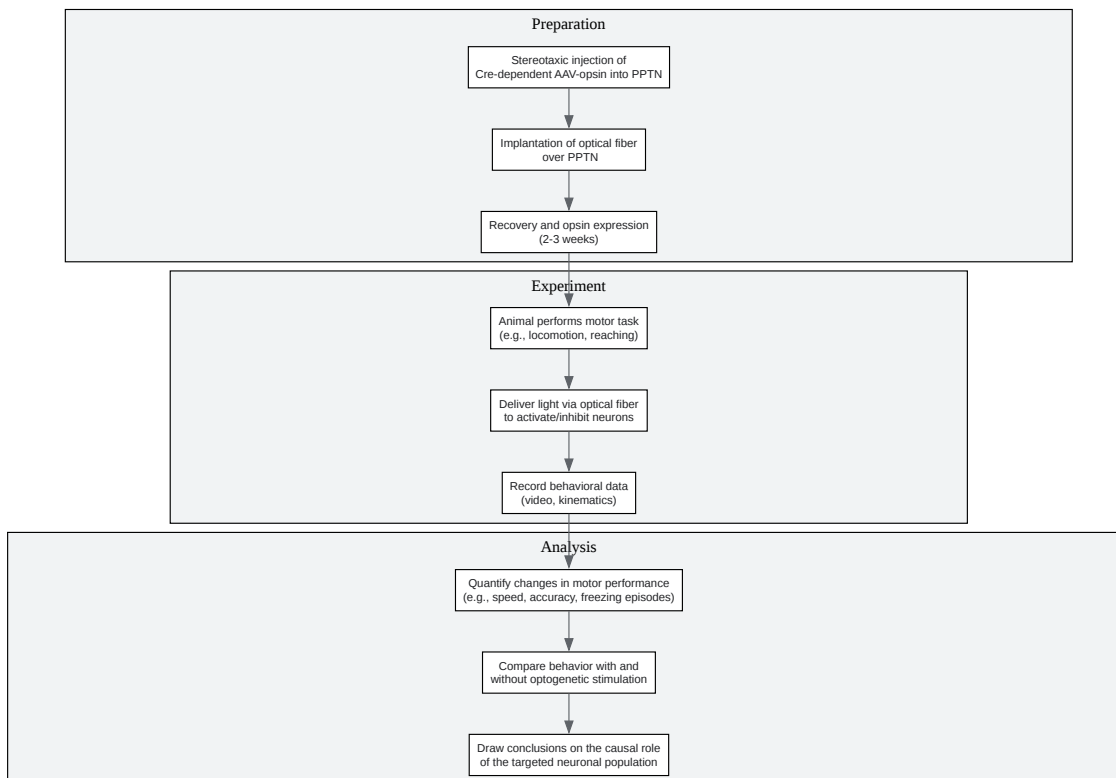 Preparation
Stereotaxic injection of
Cre-dependent AAV-opsin into PPTN
Implantation of optical fiber
over PPTN
Recovery and opsin expression
(2-3 weeks)
Experiment
Animal performs motor task
(e.g., locomotion, reaching)
Deliver light via optical fiber
to activate/inhibit neurons
Record behavioral data
(video, kinematics)
Analysis
Quantify changes in motor performance
(e.g., speed, accuracy, freezing episodes)
Compare behavior with and
without optogenetic stimulation
Draw conclusions on the causal role
of the targeted neuronal population